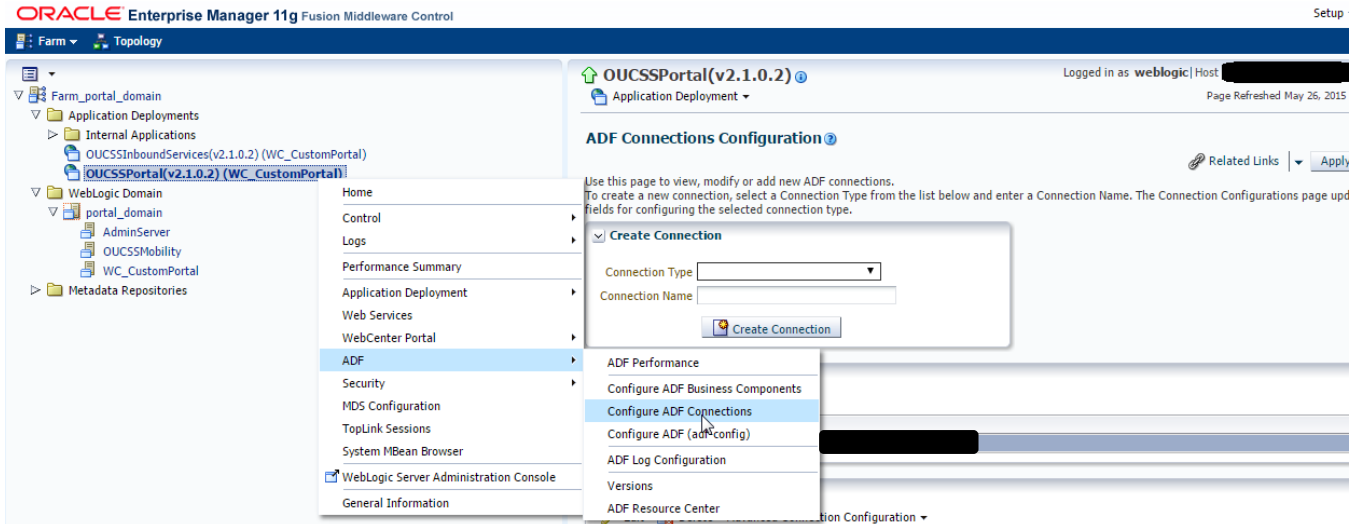 ORACLE Enterprise Manager 11g Fusion Middleware Control
Setup
Farm
Topology
Farm_portal_domain
Application Deployments
Internal Applications
OUCSSInboundServices(v2.1.0.2) (WC_CustomPortal)
OUCSSPortal(v2.1.0.2) (WC_CustomPortal)
WebLogic Domain
portal_domain
AdminServer
OUCSSMobility
WC_CustomPortal
Metadata Repositories
Home
Control
Logs
Performance Summary
Application Deployment
Web Services
WebCenter Portal
ADF
Security
MDS Configuration
TopLink Sessions
System MBean Browser
WebLogic Server Administration Console
General Information
OUCSSPortal(v2.1.0.2)
Logged in as weblogic| Host
Application Deployment
Page Refreshed May 26, 2015
ADF Connections Configuration
Related Links
Apply
Use this page to view, modify or add new ADF connections.
To create a new connection, select a Connection Type from the list below and enter a Connection Name. The Connection Configurations page upd
fields for configuring the selected connection type.
Create Connection
Connection Type
Connection Name
Create Connection
ADF Performance
Configure ADF Business Components
Configure ADF Connections
Configure ADF (adf-config)
ADF Log Configuration
Versions
ADF Resource Center
tion Configuration